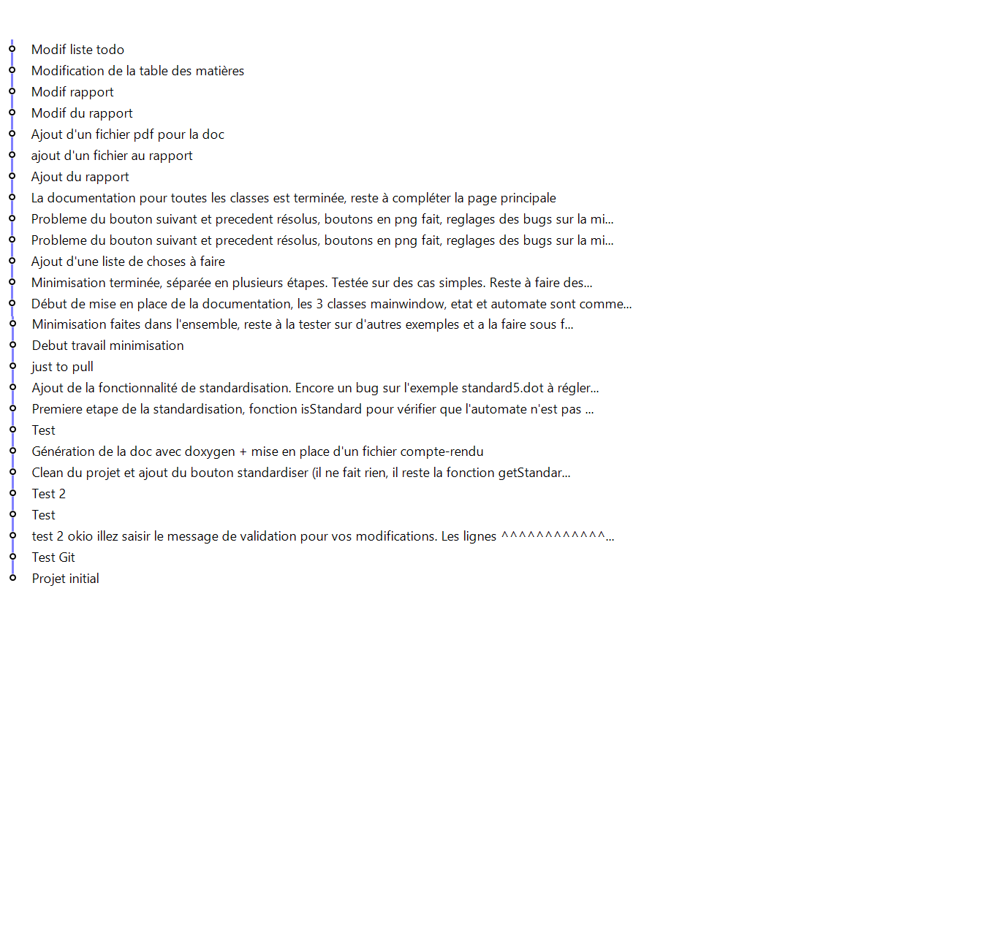 Modif liste todo
Modification de la table des matières
Modif rapport
Modif du rapport
Ajout d'un fichier pdf pour la doc
ajout d'un fichier au rapport
Ajout du rapport
La documentation pour toutes les classes est terminée, reste à compléter la page principale
Probleme du bouton suivant et precedent résolus, boutons en png fait, reglages des bugs sur la mi...
Probleme du bouton suivant et precedent résolus, boutons en png fait, reglages des bugs sur la mi...
Ajout d'une liste de choses à faire
Minimisation terminée, séparée en plusieurs étapes. Testée sur des cas simples. Reste à faire des...
Début de mise en place de la documentation, les 3 classes mainwindow, etat et automate sont comme...
Minimisation faites dans l'ensemble, reste à la tester sur d'autres exemples et a la faire sous f...
Debut travail minimisation
just to pull
Ajout de la fonctionnalité de standardisation. Encore un bug sur l'exemple standard5.dot à régler...
Premiere etape de la standardisation, fonction isStandard pour vérifier que l'automate n'est pas ...
Test
Génération de la doc avec doxygen + mise en place d'un fichier compte-rendu
Clean du projet et ajout du bouton standardiser (il ne fait rien, il reste la fonction getStandar...
Test 2
Test
test 2 okio illez saisir le message de validation pour vos modifications. Les lignes ^^^^^^^^^^^^...
Test Git
Projet initial